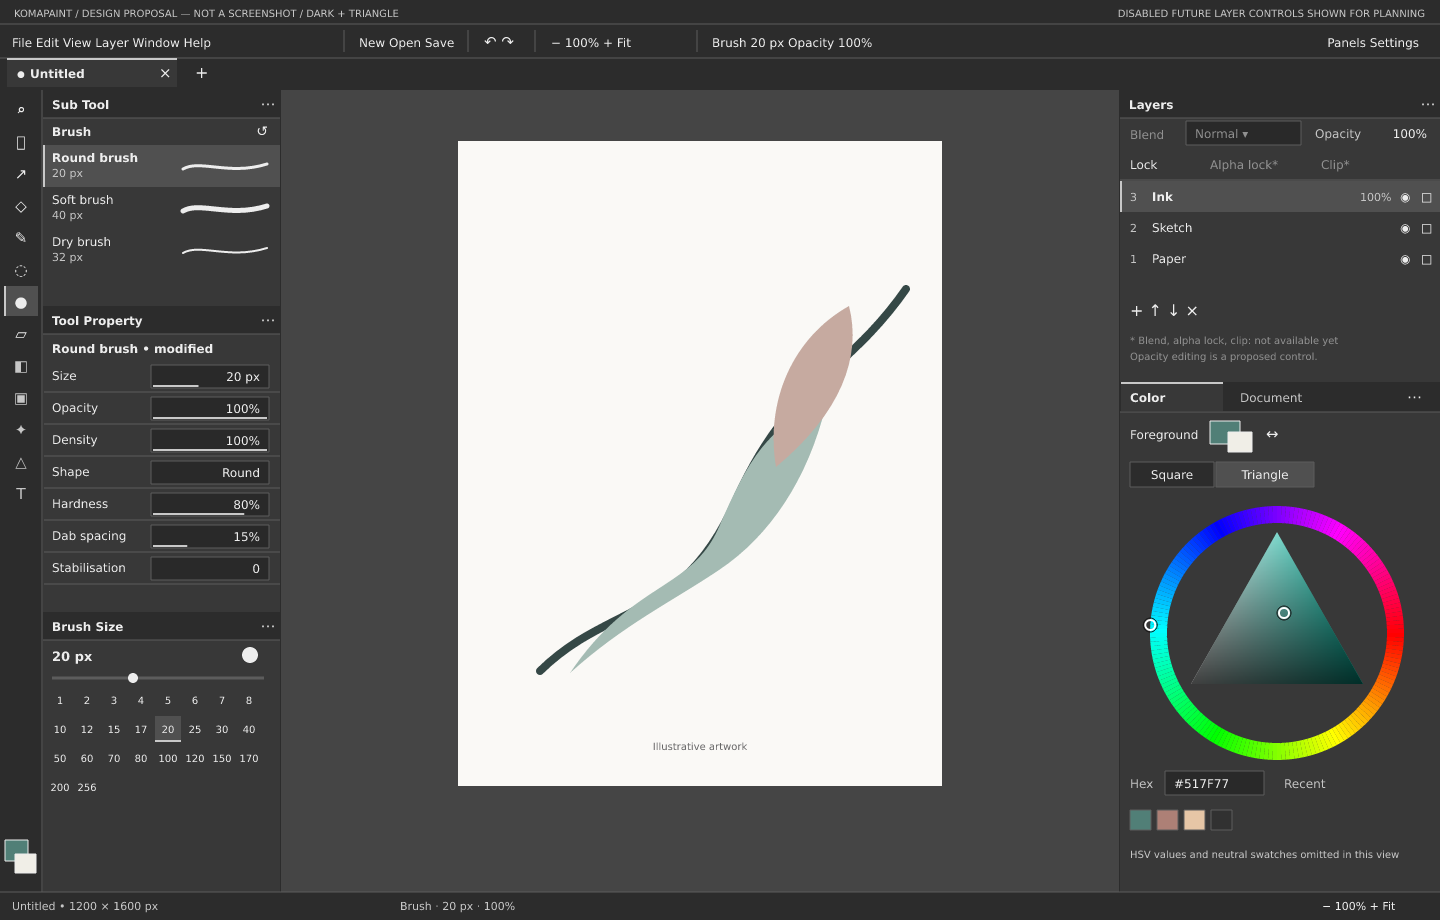 KOMAPAINT / DESIGN PROPOSAL — NOT A SCREENSHOT / DARK + TRIANGLE
DISABLED FUTURE LAYER CONTROLS SHOWN FOR PLANNING
File Edit View Layer Window Help
New Open Save
↶ ↷
− 100% + Fit
Brush 20 px Opacity 100%
Panels Settings
● Untitled ×
+
Sub Tool ⋯
Brush ↺
Round brush
20 px
Soft brush
40 px
Dry brush
32 px
T
Tool Property ⋯
Round brush • modified
Size 20 px
Opacity 100%
Density 100%
Shape Round
Hardness 80%
Dab spacing 15%
Stabilisation 0
Brush Size ⋯
20 px
1 2 3 4 5 6 7 8
10 12 15 17 20 25 30 40
50 60 70 80 100 120 150 170
200 256
Illustrative artwork
Layers ⋯
Blend Normal ▾ Opacity 100%
Lock Alpha lock* Clip*
3 Ink 100% ◉ □
2 Sketch ◉ □
1 Paper ◉ □
+ ↑ ↓ ×
* Blend, alpha lock, clip: not available yet
Opacity editing is a proposed control.
Color Document ⋯
Foreground ↔
Square Triangle
Hex #517F77 Recent
HSV values and neutral swatches omitted in this view
Untitled • 1200 × 1600 px
Brush · 20 px · 100%
− 100% + Fit